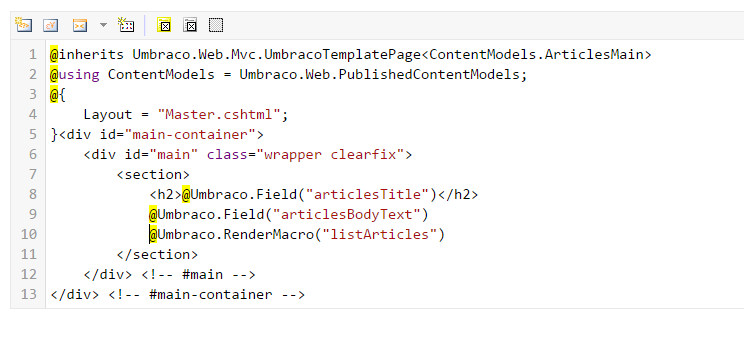 1 @inherits Umbraco.Web.Mvc.UmbracoTemplatePage<ContentModels.ArticlesMain>
2 @using ContentModels = Umbraco.Web.PublishedContentModels;
3 @{
4     Layout = "Master.cshtml";
5 }<div id="main-container">
6     <div id="main" class="wrapper clearfix">
7         <section>
8             <h2>@Umbraco.Field("articlesTitle")</h2>
9             @Umbraco.Field("articlesBodyText")
10             @Umbraco.RenderMacro("listArticles")
11         </section>
12     </div> <!-- #main -->
13 </div> <!-- #main-container -->